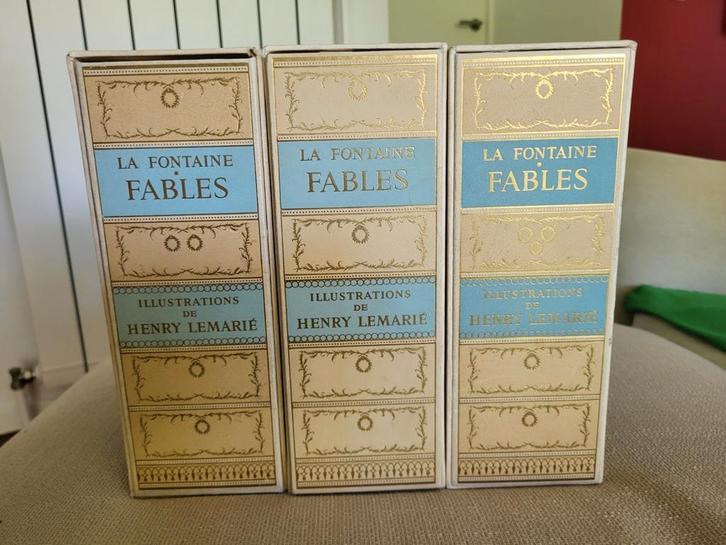 LA FONTAINE
FABLES
ILLUSTRATIONS
DE
HENRY LEMARIÉ
LA FONTAINE
FABLES
ILLUSTRATIONS
DE
HENRY LEMARIÉ
LA FONTAINE
FABLES
ILLUSTRATIONS
DE
HENRY LEMARIÉ